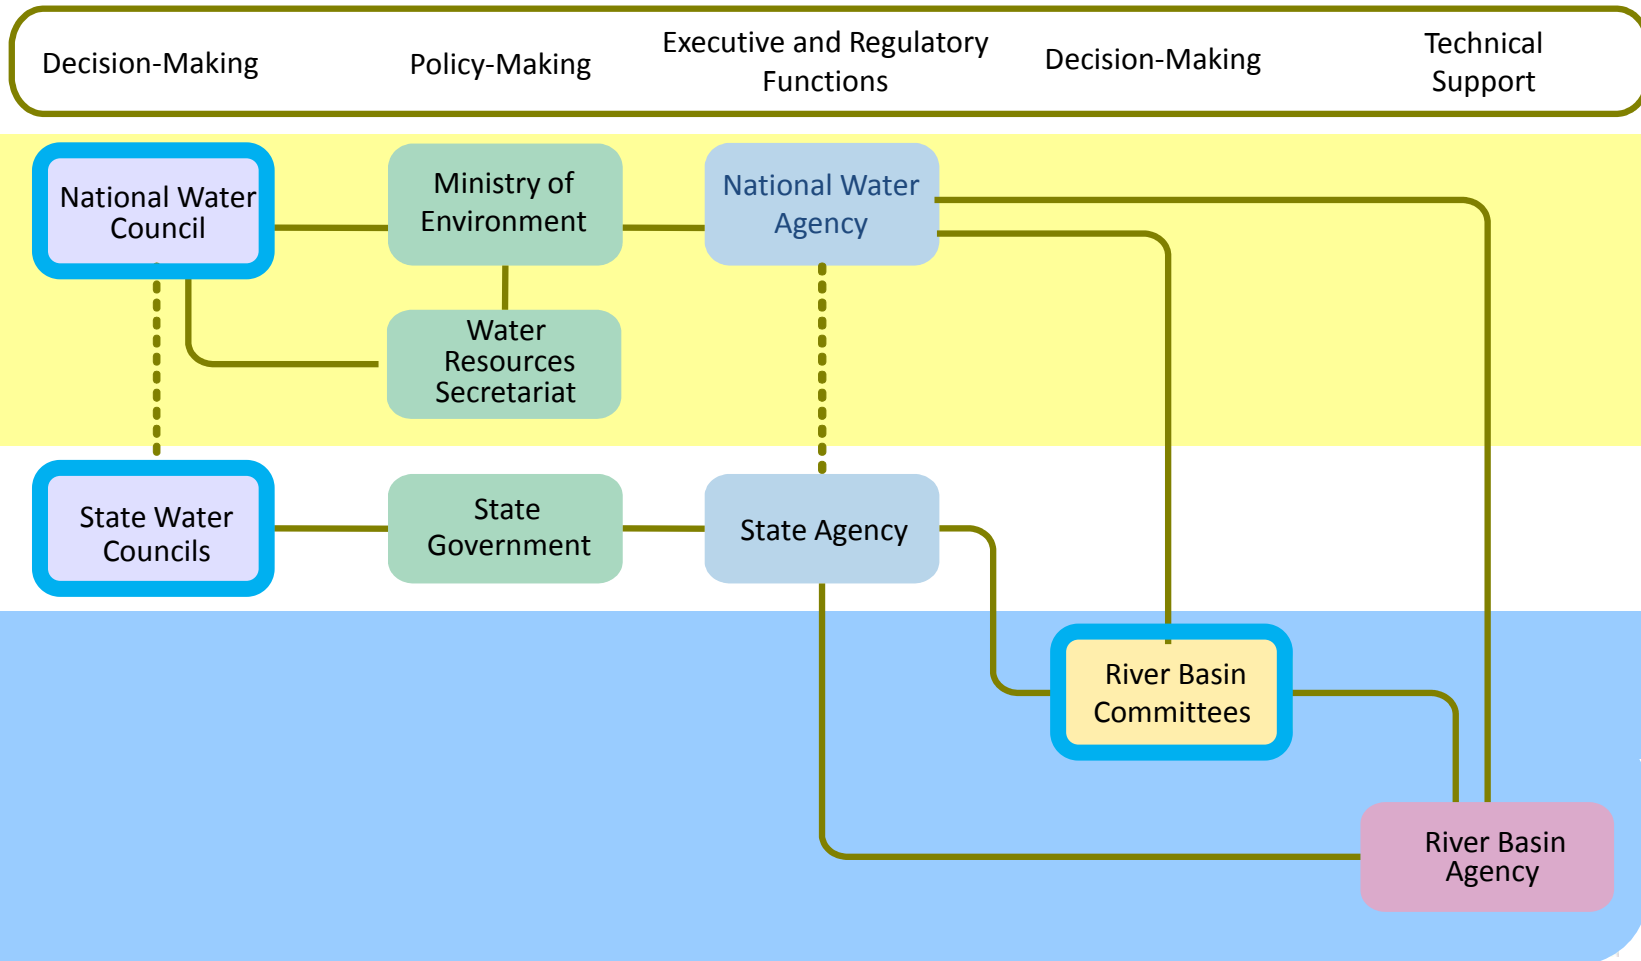 Decision-Making
Policy-Making
Executive and Regulatory
Functions
Decision-Making
Technical
Support
National Water
Council
Ministry of
Environment
National Water
Agency
Water
Resources
Secretariat
State Water
Councils
State
Government
State Agency
River Basin
Committees
River Basin
Agency